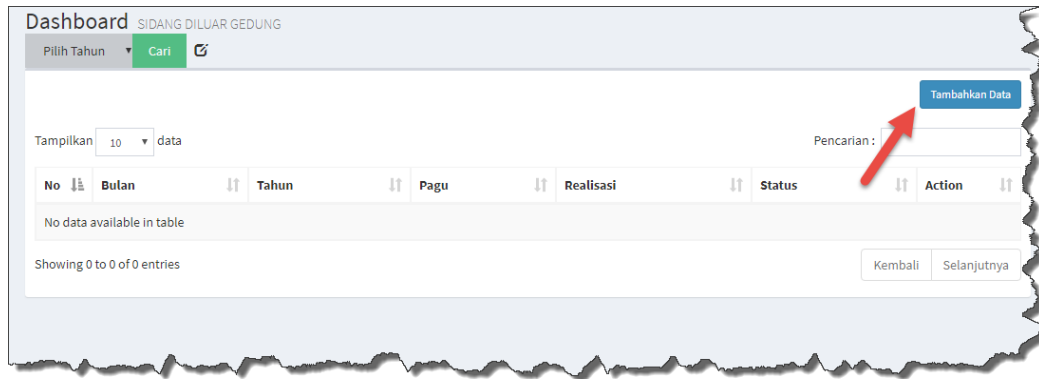 Dashboard SIDANG DILUAR GEDUNG
Pilih Tahun Cari
Tambahkan Data
Tampilkan 10 data Pencarian :
No Bulan Tahun Pagu Realisasi Status Action
No data available in table
Showing 0 to 0 of 0 entries Kembali Selanjutnya